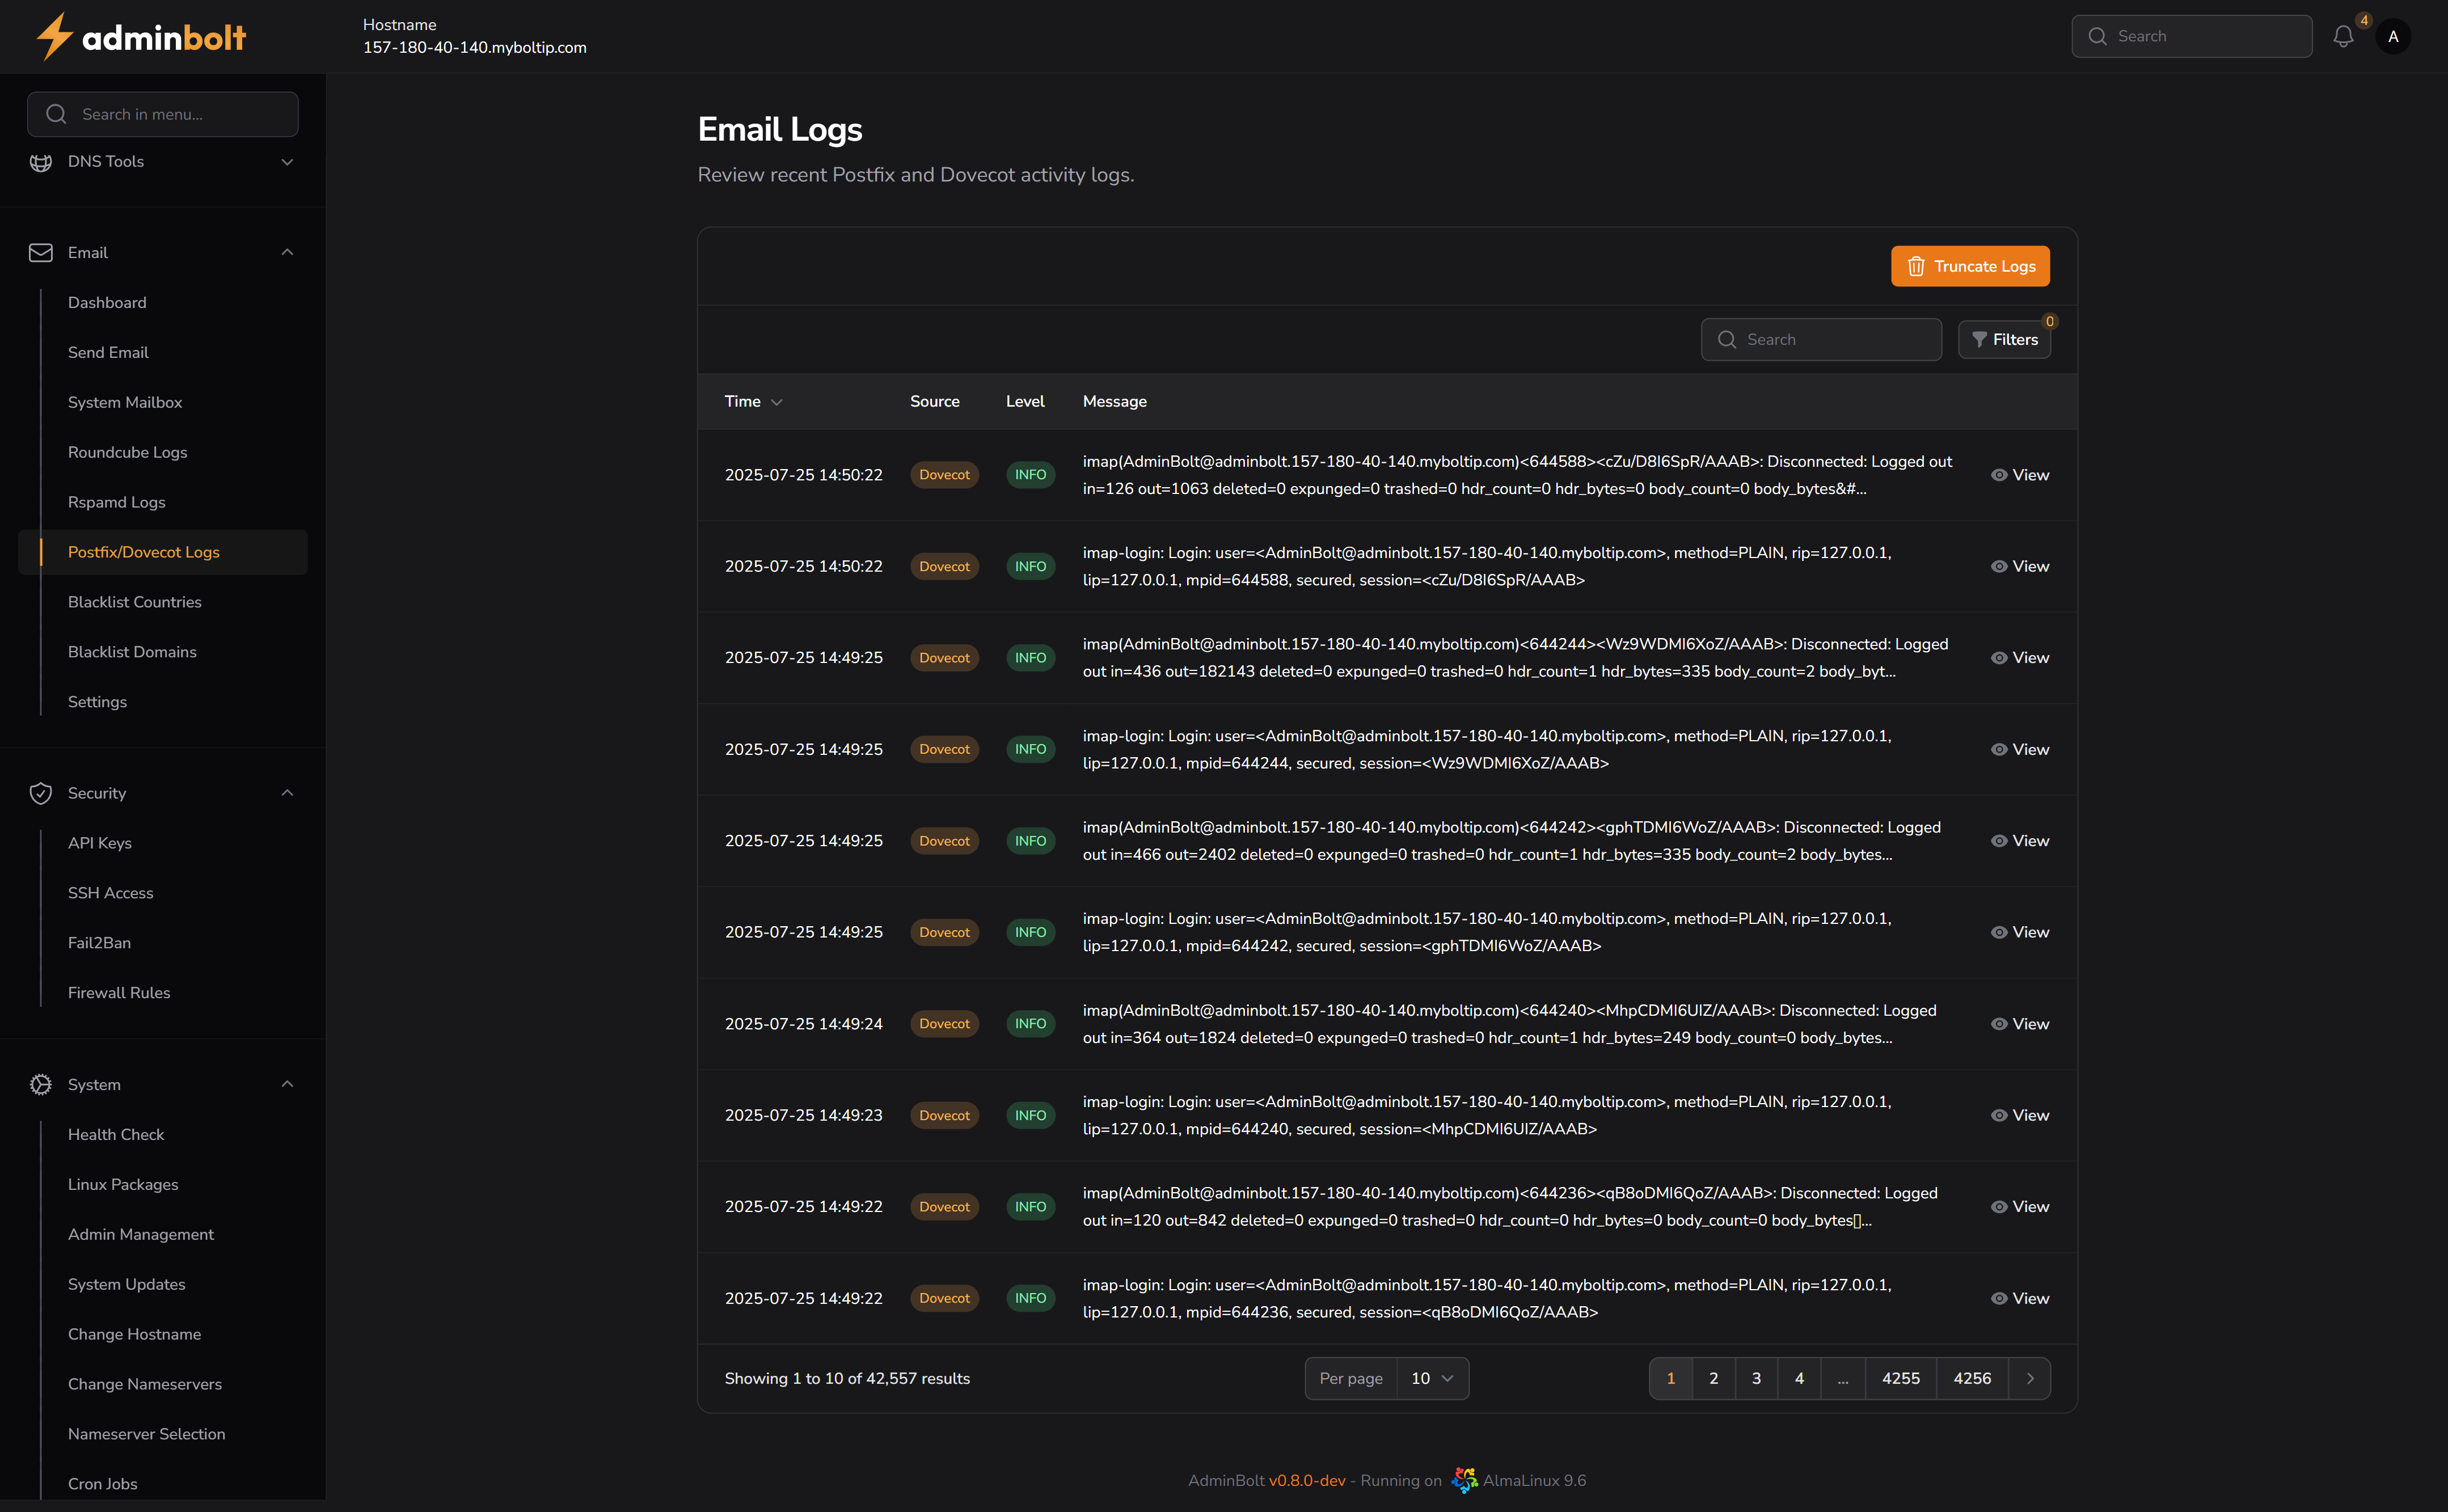 adminbolt
Hostname
157-180-40-140.myboltip.com
Search
4
A
Search in menu...
DNS Tools
Email
Dashboard
Send Email
System Mailbox
Roundcube Logs
Rspamd Logs
Postfix/Dovecot Logs
Blacklist Countries
Blacklist Domains
Settings
Security
API Keys
SSH Access
Fail2Ban
Firewall Rules
System
Health Check
Linux Packages
Admin Management
System Updates
Change Hostname
Change Nameservers
Nameserver Selection
Cron Jobs
Email Logs
Review recent Postfix and Dovecot activity logs.
Truncate Logs
Search
Filters
0
Time Source Level Message
2025-07-25 14:50:22 Dovecot INFO imap(AdminBolt@adminbolt.157-180-40-140.myboltip.com)<644588><cZu/D8I6SpR/AAAB>: Disconnected: Logged out
in=126 out=1063 deleted=0 expunged=0 trashed=0 hdr_count=0 hdr_bytes=0 body_count=0 body_bytes&#... View
2025-07-25 14:50:22 Dovecot INFO imap-login: Login: user=<AdminBolt@adminbolt.157-180-40-140.myboltip.com>, method=PLAIN, rip=127.0.0.1,
lip=127.0.0.1, mpid=644588, secured, session=<cZu/D8I6SpR/AAAB> View
2025-07-25 14:49:25 Dovecot INFO imap(AdminBolt@adminbolt.157-180-40-140.myboltip.com)<644244><Wz9WDMI6XoZ/AAAB>: Disconnected: Logged
out in=436 out=182143 deleted=0 expunged=0 trashed=0 hdr_count=1 hdr_bytes=335 body_count=2 body_byt... View
2025-07-25 14:49:25 Dovecot INFO imap-login: Login: user=<AdminBolt@adminbolt.157-180-40-140.myboltip.com>, method=PLAIN, rip=127.0.0.1,
lip=127.0.0.1, mpid=644244, secured, session=<Wz9WDMI6XoZ/AAAB> View
2025-07-25 14:49:25 Dovecot INFO imap(AdminBolt@adminbolt.157-180-40-140.myboltip.com)<644242><gphTDMI6WoZ/AAAB>: Disconnected: Logged
out in=466 out=2402 deleted=0 expunged=0 trashed=0 hdr_count=1 hdr_bytes=335 body_count=2 body_bytes... View
2025-07-25 14:49:25 Dovecot INFO imap-login: Login: user=<AdminBolt@adminbolt.157-180-40-140.myboltip.com>, method=PLAIN, rip=127.0.0.1,
lip=127.0.0.1, mpid=644242, secured, session=<gphTDMI6WoZ/AAAB> View
2025-07-25 14:49:24 Dovecot INFO imap(AdminBolt@adminbolt.157-180-40-140.myboltip.com)<644240><MhpCDMI6UIZ/AAAB>: Disconnected: Logged
out in=364 out=1824 deleted=0 expunged=0 trashed=0 hdr_count=1 hdr_bytes=249 body_count=0 body_bytes... View
2025-07-25 14:49:23 Dovecot INFO imap-login: Login: user=<AdminBolt@adminbolt.157-180-40-140.myboltip.com>, method=PLAIN, rip=127.0.0.1,
lip=127.0.0.1, mpid=644240, secured, session=<MhpCDMI6UIZ/AAAB> View
2025-07-25 14:49:22 Dovecot INFO imap(AdminBolt@adminbolt.157-180-40-140.myboltip.com)<644236><qB8oDMI6QoZ/AAAB>: Disconnected: Logged
out in=120 out=842 deleted=0 expunged=0 trashed=0 hdr_count=0 hdr_bytes=0 body_count=0 body_bytes▯... View
2025-07-25 14:49:22 Dovecot INFO imap-login: Login: user=<AdminBolt@adminbolt.157-180-40-140.myboltip.com>, method=PLAIN, rip=127.0.0.1,
lip=127.0.0.1, mpid=644236, secured, session=<qB8oDMI6QoZ/AAAB> View
Showing 1 to 10 of 42,557 results
Per page 10
1 2 3 4 ... 4255 4256
AdminBolt v0.8.0-dev - Running on AlmaLinux 9.6